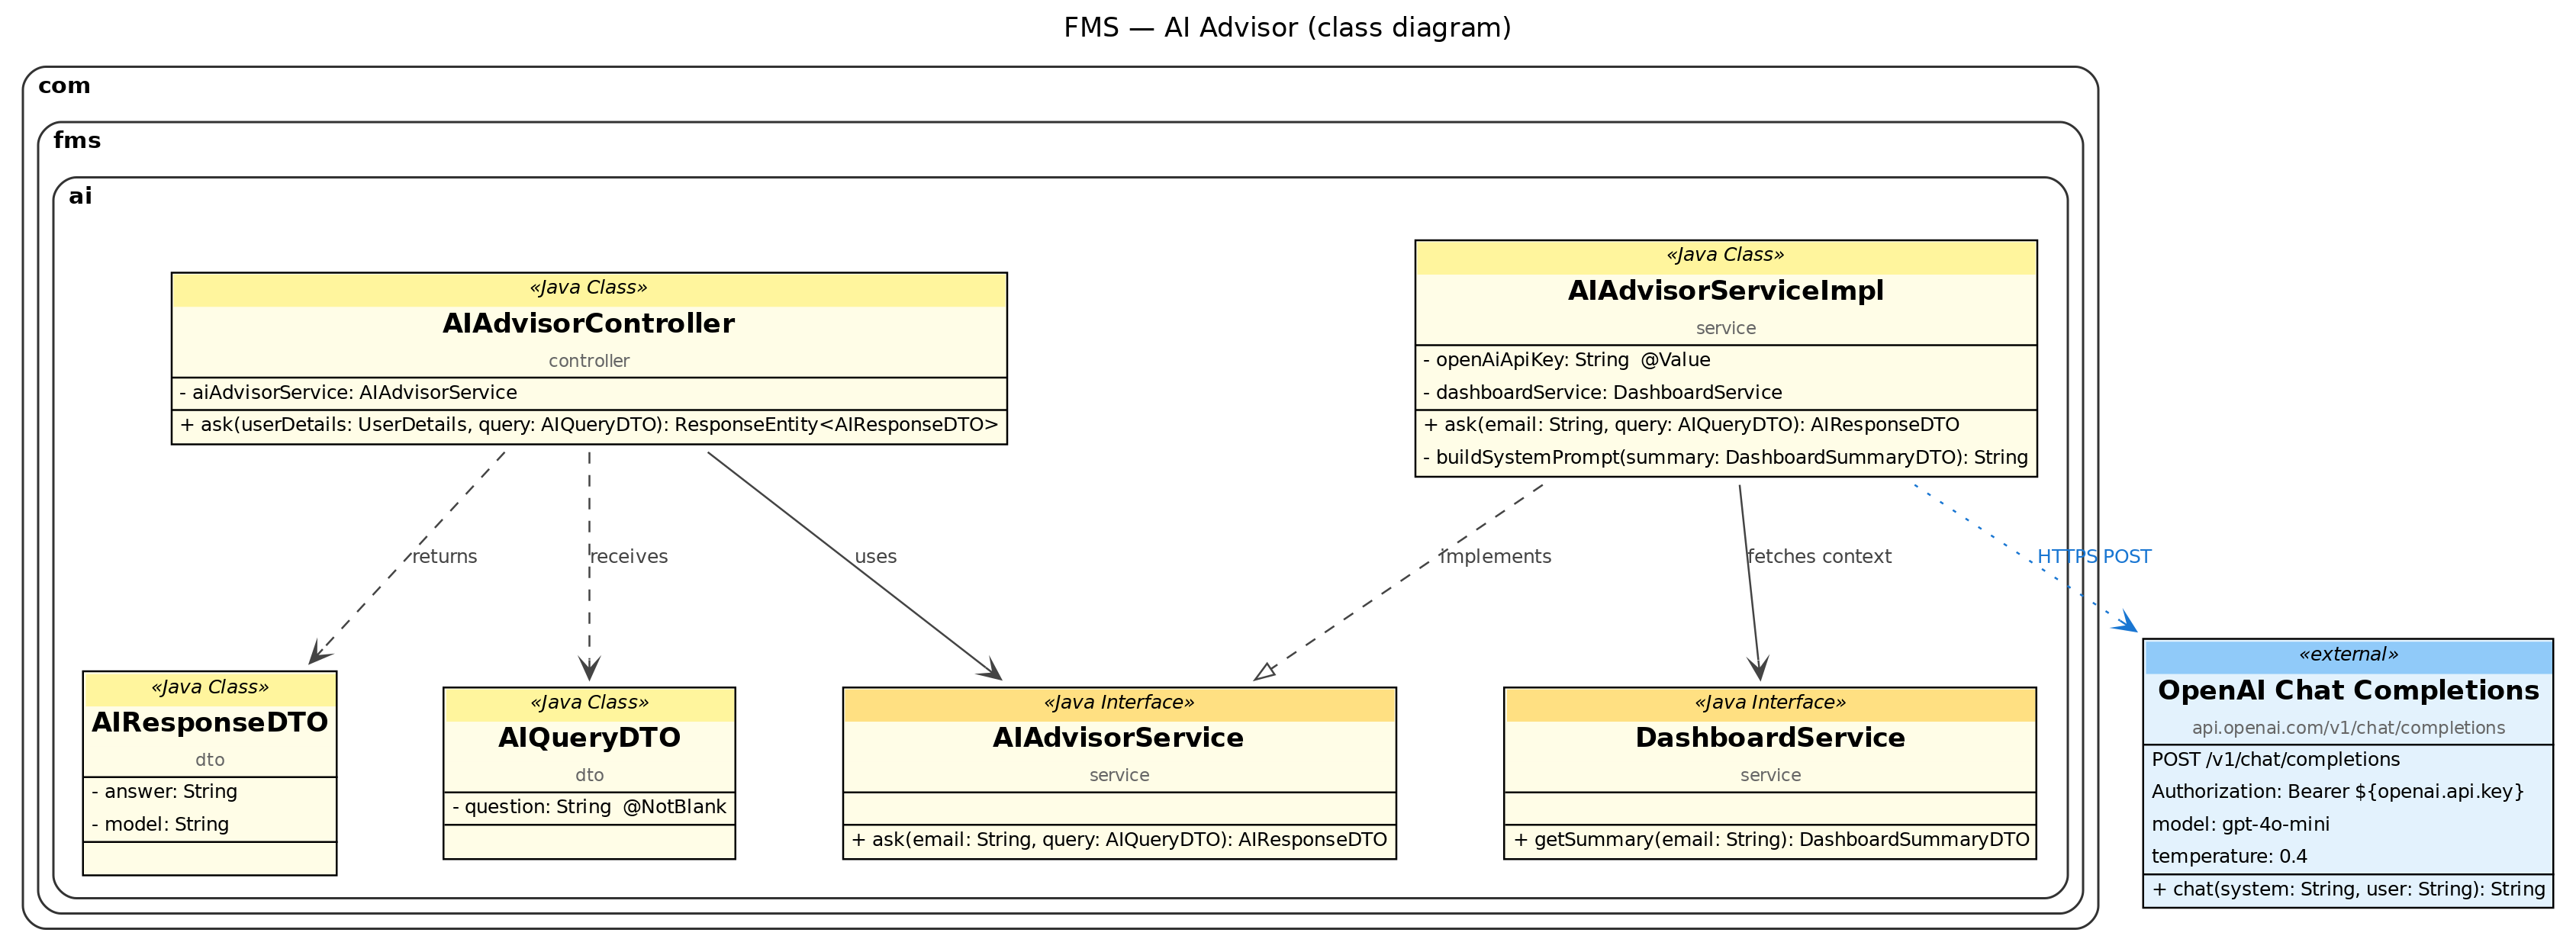 FMS — AI Advisor (class diagram)
com
fms
ai
«Java Class»
AIAdvisorController
controller
- aiAdvisorService: AIAdvisorService
+ ask(userDetails: UserDetails, query: AIQueryDTO): ResponseEntity<AIResponseDTO>
«Java Class»
AIAdvisorServiceImpl
service
- openAiApiKey: String  @Value
- dashboardService: DashboardService
+ ask(email: String, query: AIQueryDTO): AIResponseDTO
- buildSystemPrompt(summary: DashboardSummaryDTO): String
returns
receives
uses
implements
fetches context
HTTPS POST
«Java Class»
AIResponseDTO
dto
- answer: String
- model: String
«Java Class»
AIQueryDTO
dto
- question: String  @NotBlank
«Java Interface»
AIAdvisorService
service
+ ask(email: String, query: AIQueryDTO): AIResponseDTO
«Java Interface»
DashboardService
service
+ getSummary(email: String): DashboardSummaryDTO
«external»
OpenAI Chat Completions
api.openai.com/v1/chat/completions
POST /v1/chat/completions
Authorization: Bearer ${openai.api.key}
model: gpt-4o-mini
temperature: 0.4
+ chat(system: String, user: String): String